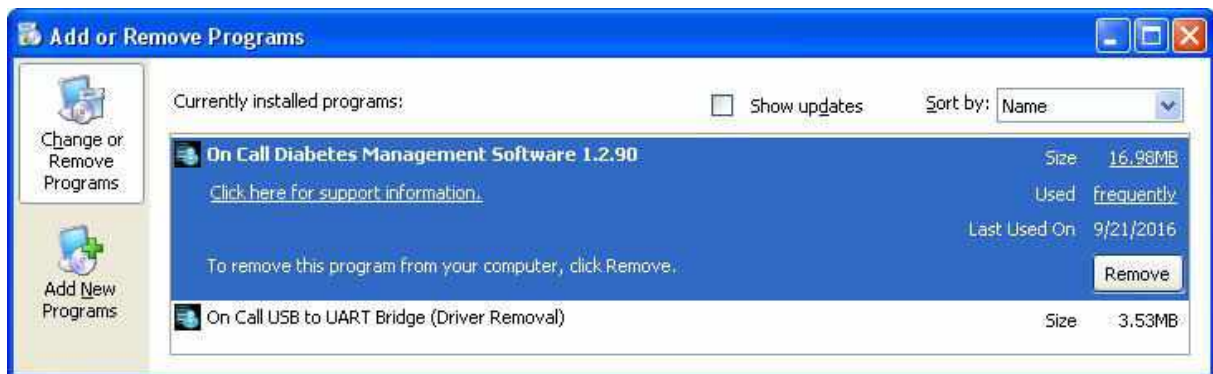 Add or Remove Programs
Change or
Remove
Programs
Add New
Programs
Currently installed programs:
Show updates
Sort by: Name
On Call Diabetes Management Software 1.2.90
Size 16.98MB
Click here for support information.
Used frequently
Last Used On 9/21/2016
To remove this program from your computer, click Remove.
Remove
On Call USB to UART Bridge (Driver Removal)
Size 3.53MB